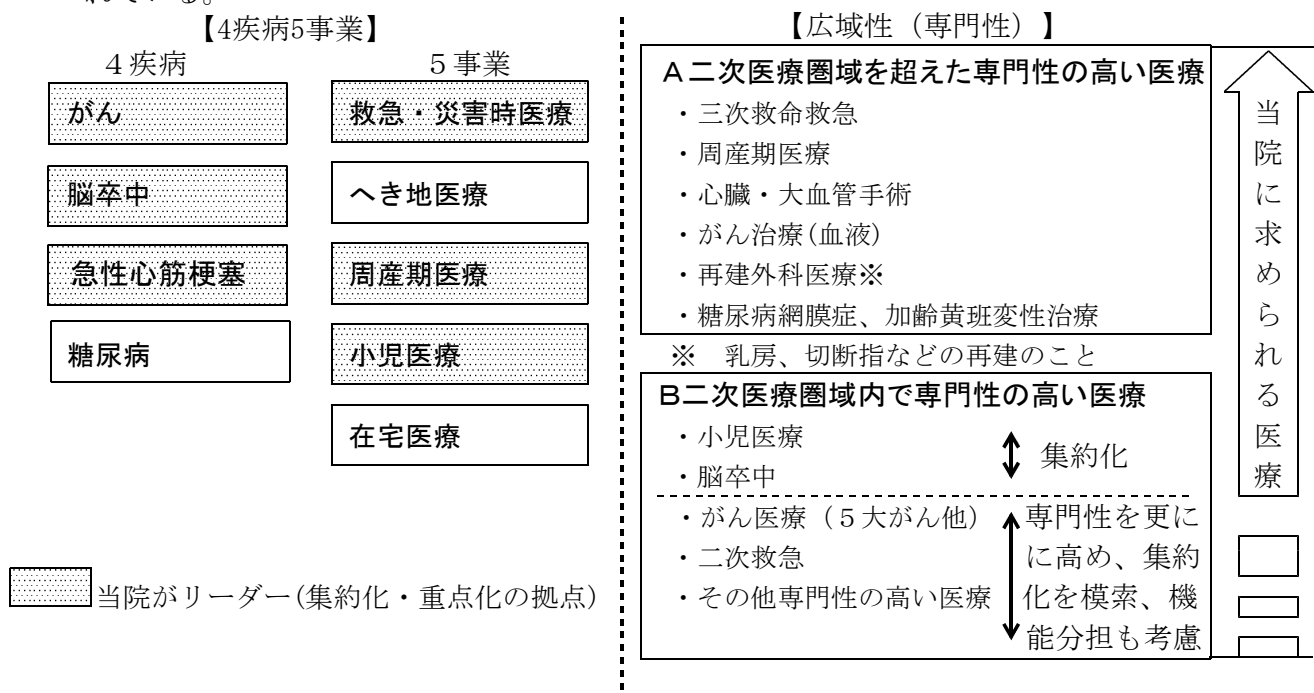 れている。
【4疾病5事業】
４疾病
５事業
がん
脳卒中
急性心筋梗塞
糖尿病
救急・災害時医療
へき地医療
周産期医療
小児医療
在宅医療
当院がリーダー(集約化・重点化の拠点)
【広域性（専門性）】
A二次医療圏域を超えた専門性の高い医療
・三次救命救急
・周産期医療
・心臓・大血管手術
・がん治療(血液)
・再建外科医療※
・糖尿病網膜症、加齢黄班変性治療
※　乳房、切断指などの再建のこと
B二次医療圏域内で専門性の高い医療
・小児医療
・脳卒中
集約化
・がん医療（５大がん他）
・二次救急
・その他専門性の高い医療
専門性を更に
に高め、集約
化を模索、機
能分担も考慮
当院に求められる医療